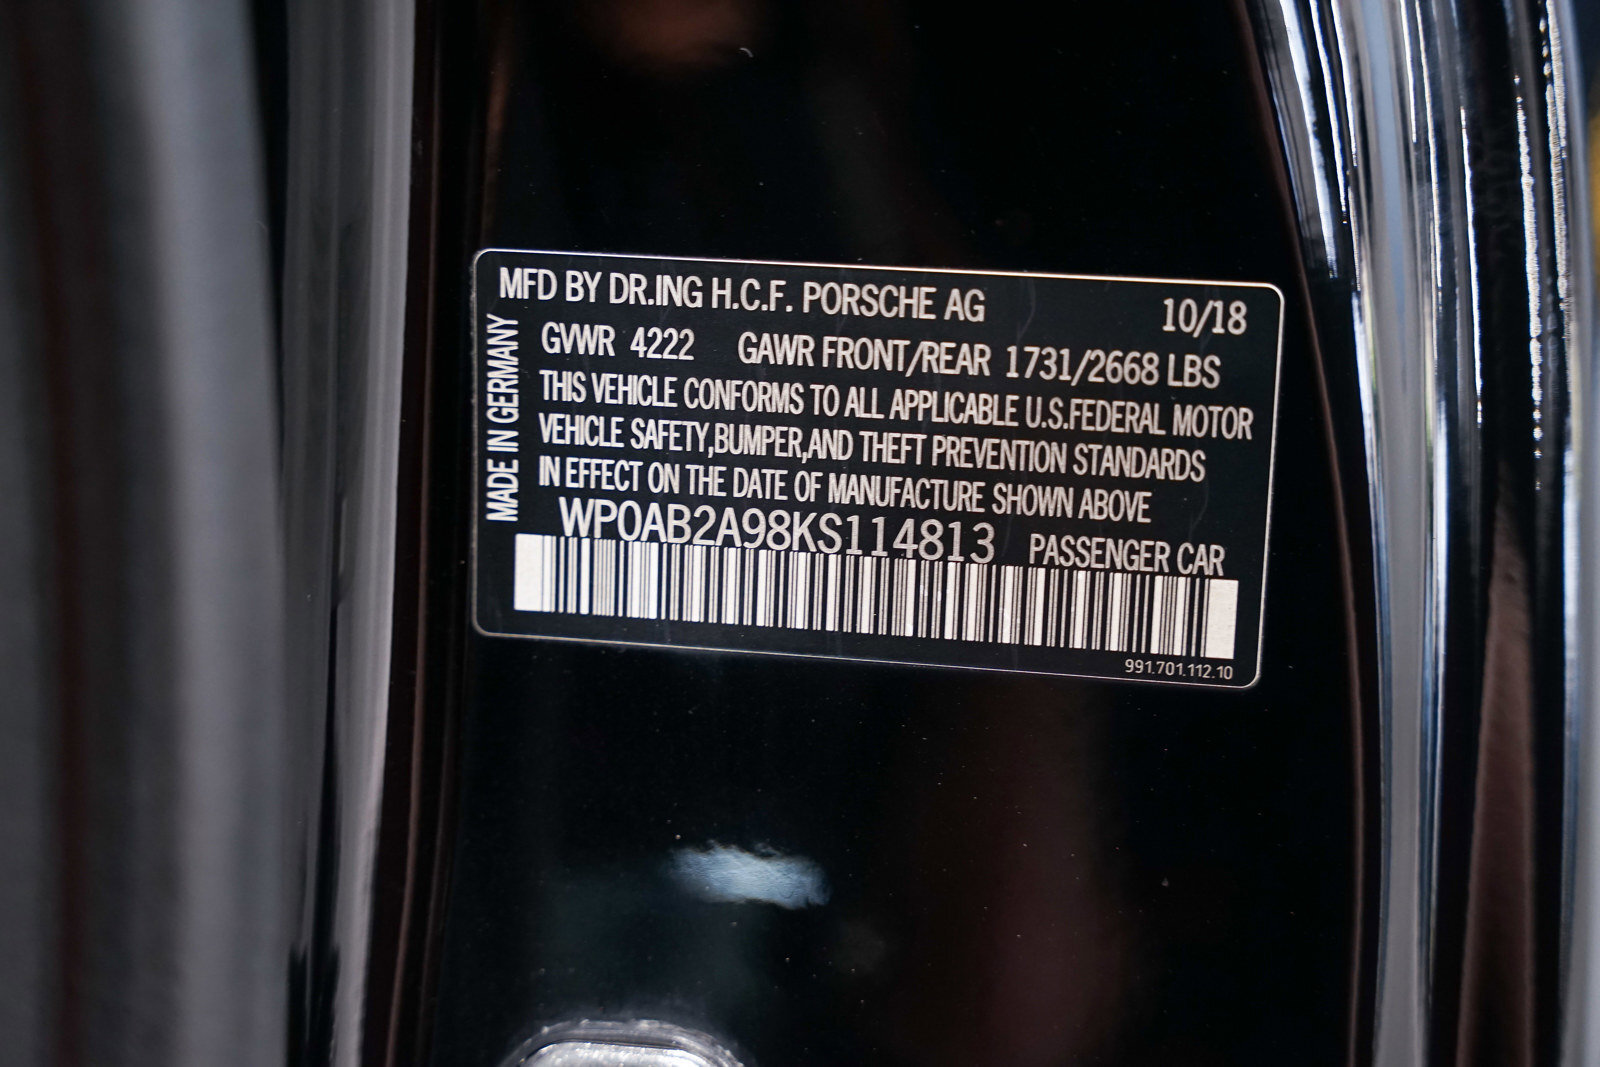 MFD BY DR.ING H.C.F. PORSCHE AG 10/18
GVWR 4222 GAWR FRONT/REAR 1731/2668 LBS
THIS VEHICLE CONFORMS TO ALL APPLICABLE U.S.FEDERAL MOTOR
VEHICLE SAFETY,BUMPER,AND THEFT PREVENTION STANDARDS
IN EFFECT ON THE DATE OF MANUFACTURE SHOWN ABOVE
WP0AB2A98KS114813 PASSENGER CAR
991.701.112.10
MADE IN GERMANY